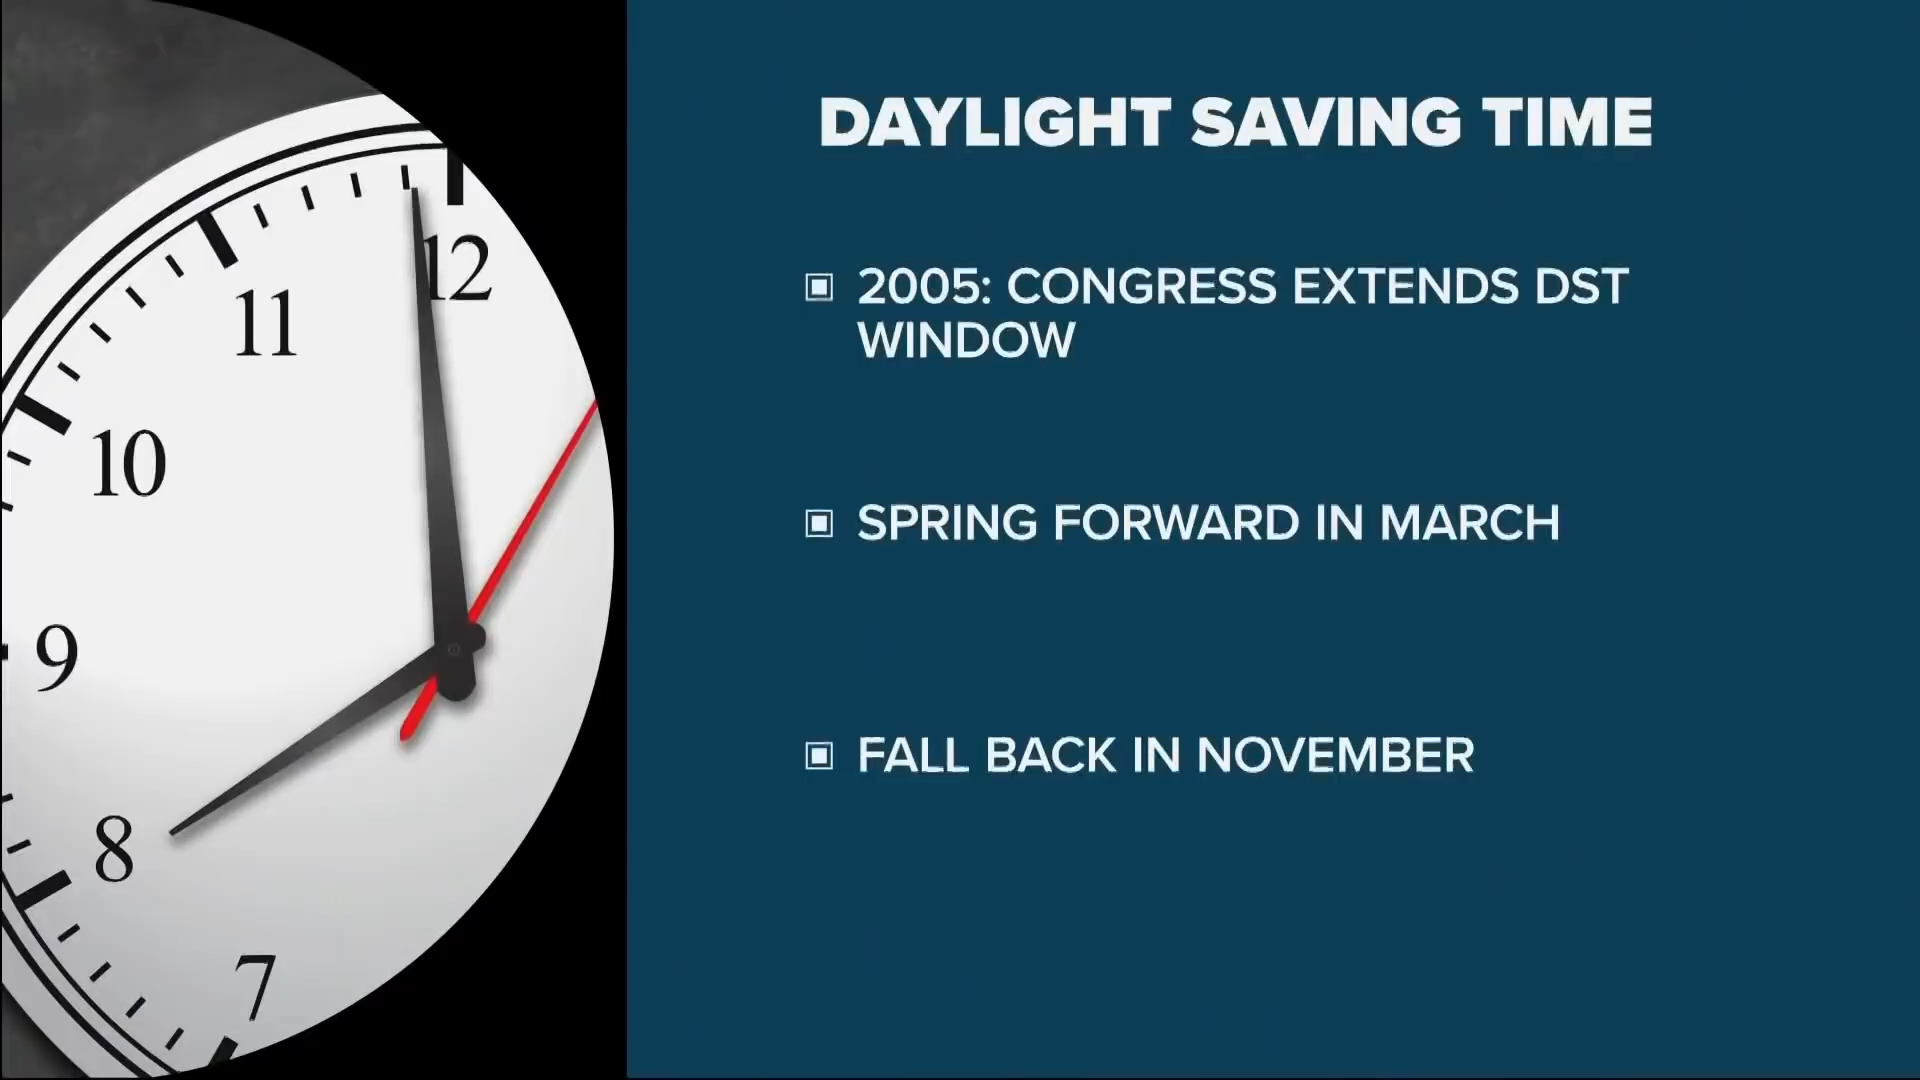 DAYLIGHT SAVING TIME
2005: CONGRESS EXTENDS DST
WINDOW
SPRING FORWARD IN MARCH
FALL BACK IN NOVEMBER
12
11
10
9
8
7